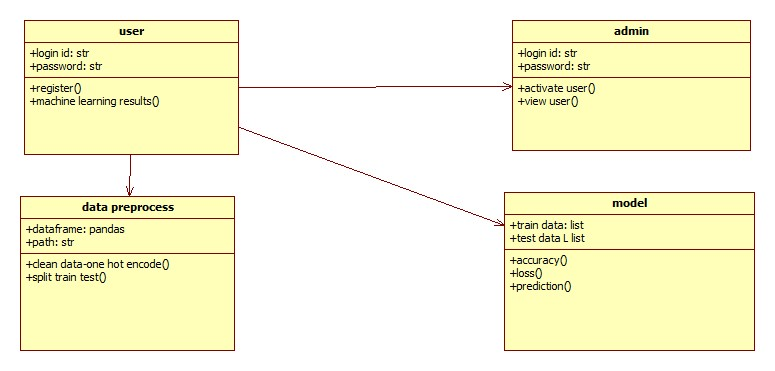 user
+login id: str
+password: str
+register()
+machine learning results()
admin
+login id: str
+password: str
+activate user()
+view user()
data preprocess
+dataframe: pandas
+path: str
+clean data-one hot encode()
+split train test()
model
+train data: list
+test data L list
+accuracy()
+loss()
+prediction()